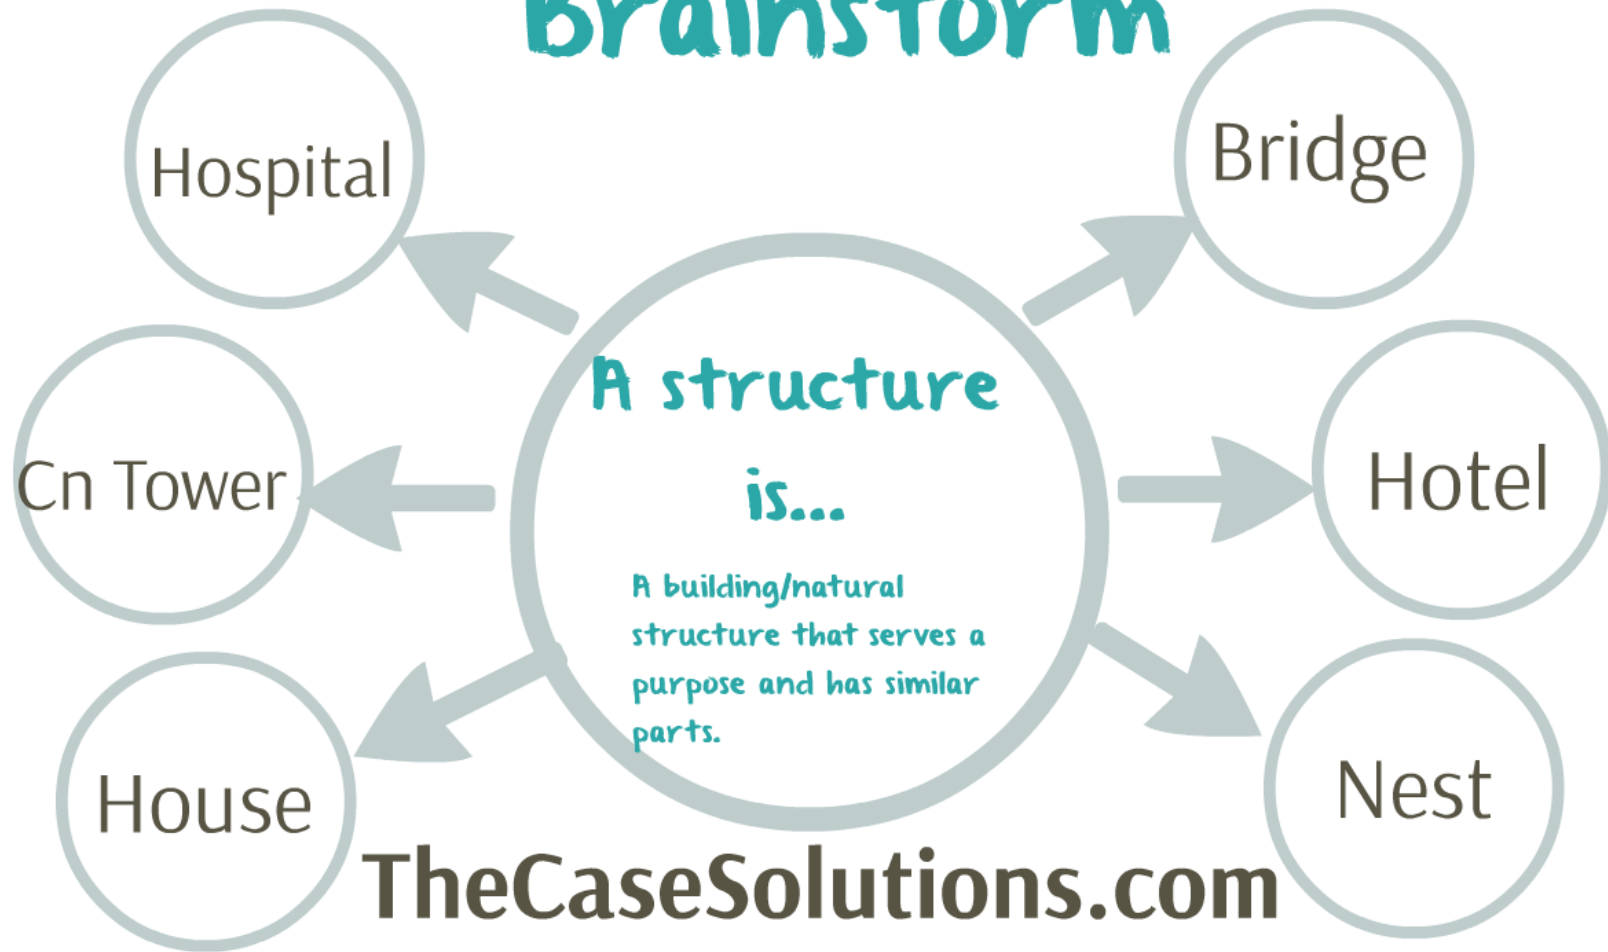 Brainstorm
Hospital
Bridge
A structure
is...
Cn Tower
Hotel
A building/natural
structure that serves a
purpose and has similar
parts.
House
Nest
TheCaseSolutions.com